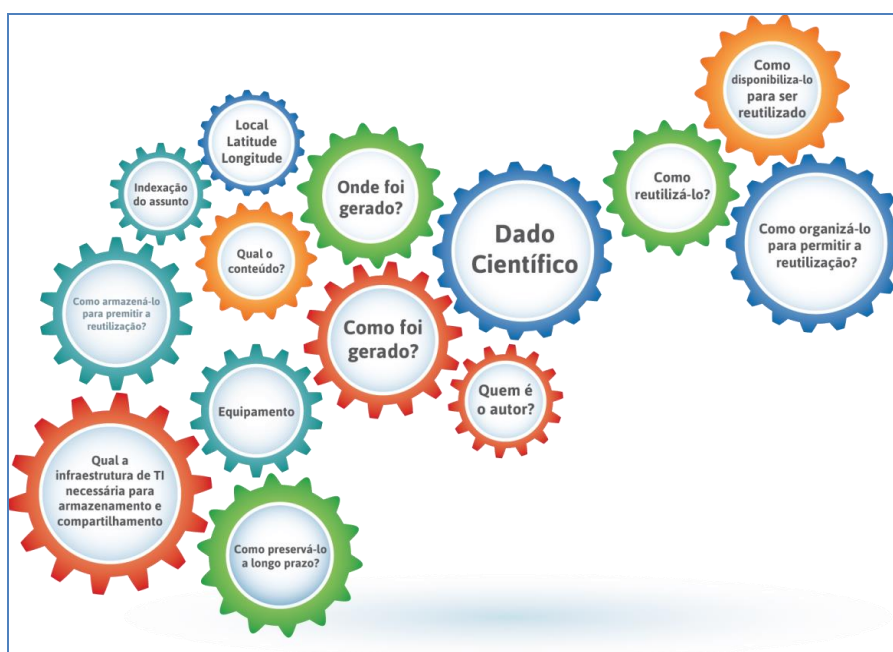 Como
disponibiliza-lo
para ser
reutilizado
Local
Latitude
Longitude
Indexação
do assunto
Onde foi
gerado?
Como
reutilizá-lo?
Dado
Científico
Qual o
conteúdo?
Como organizá-lo
para permitir a
reutilização?
Como armazená-lo
para premitir a
reutilização?
Como foi
gerado?
Quem é
o autor?
Equipamento
Qual a
infraestrutura de TI
necessária para
armazenamento e
compartilhamento
Como preservá-lo
a longo prazo?